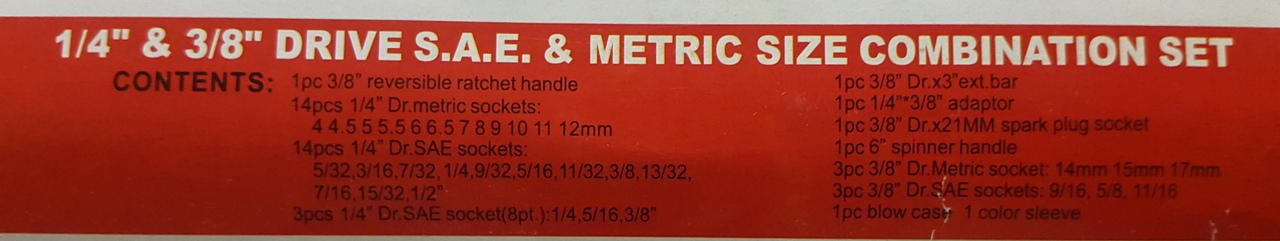 1/4" & 3/8" DRIVE S.A.E. & METRIC SIZE COMBINATION SET
CONTENTS: 1pc 3/8" reversible ratchet handle
14pcs 1/4" Dr.metric sockets:
4 4.5 5 5.5 6 6.5 7 8 9 10 11 12mm
14pcs 1/4" Dr.SAE sockets:
5/32,3/16,7/32, 1/4,9/32,5/16,11/32,3/8,13/32,
7/16,15/32,1/2"
3pcs 1/4" Dr.SAE socket(8pt.):1/4,5/16,3/8"
1pc 3/8" Dr.x3"ext.bar
1pc 1/4"*3/8" adaptor
1pc 3/8" Dr.x21MM spark plug socket
1pc 6" spinner handle
3pc 3/8" Dr.Metric socket: 14mm 15mm 17mm
3pc 3/8" Dr.SAE sockets: 9/16, 5/8, 11/16
1pc blow case 1 color sleeve